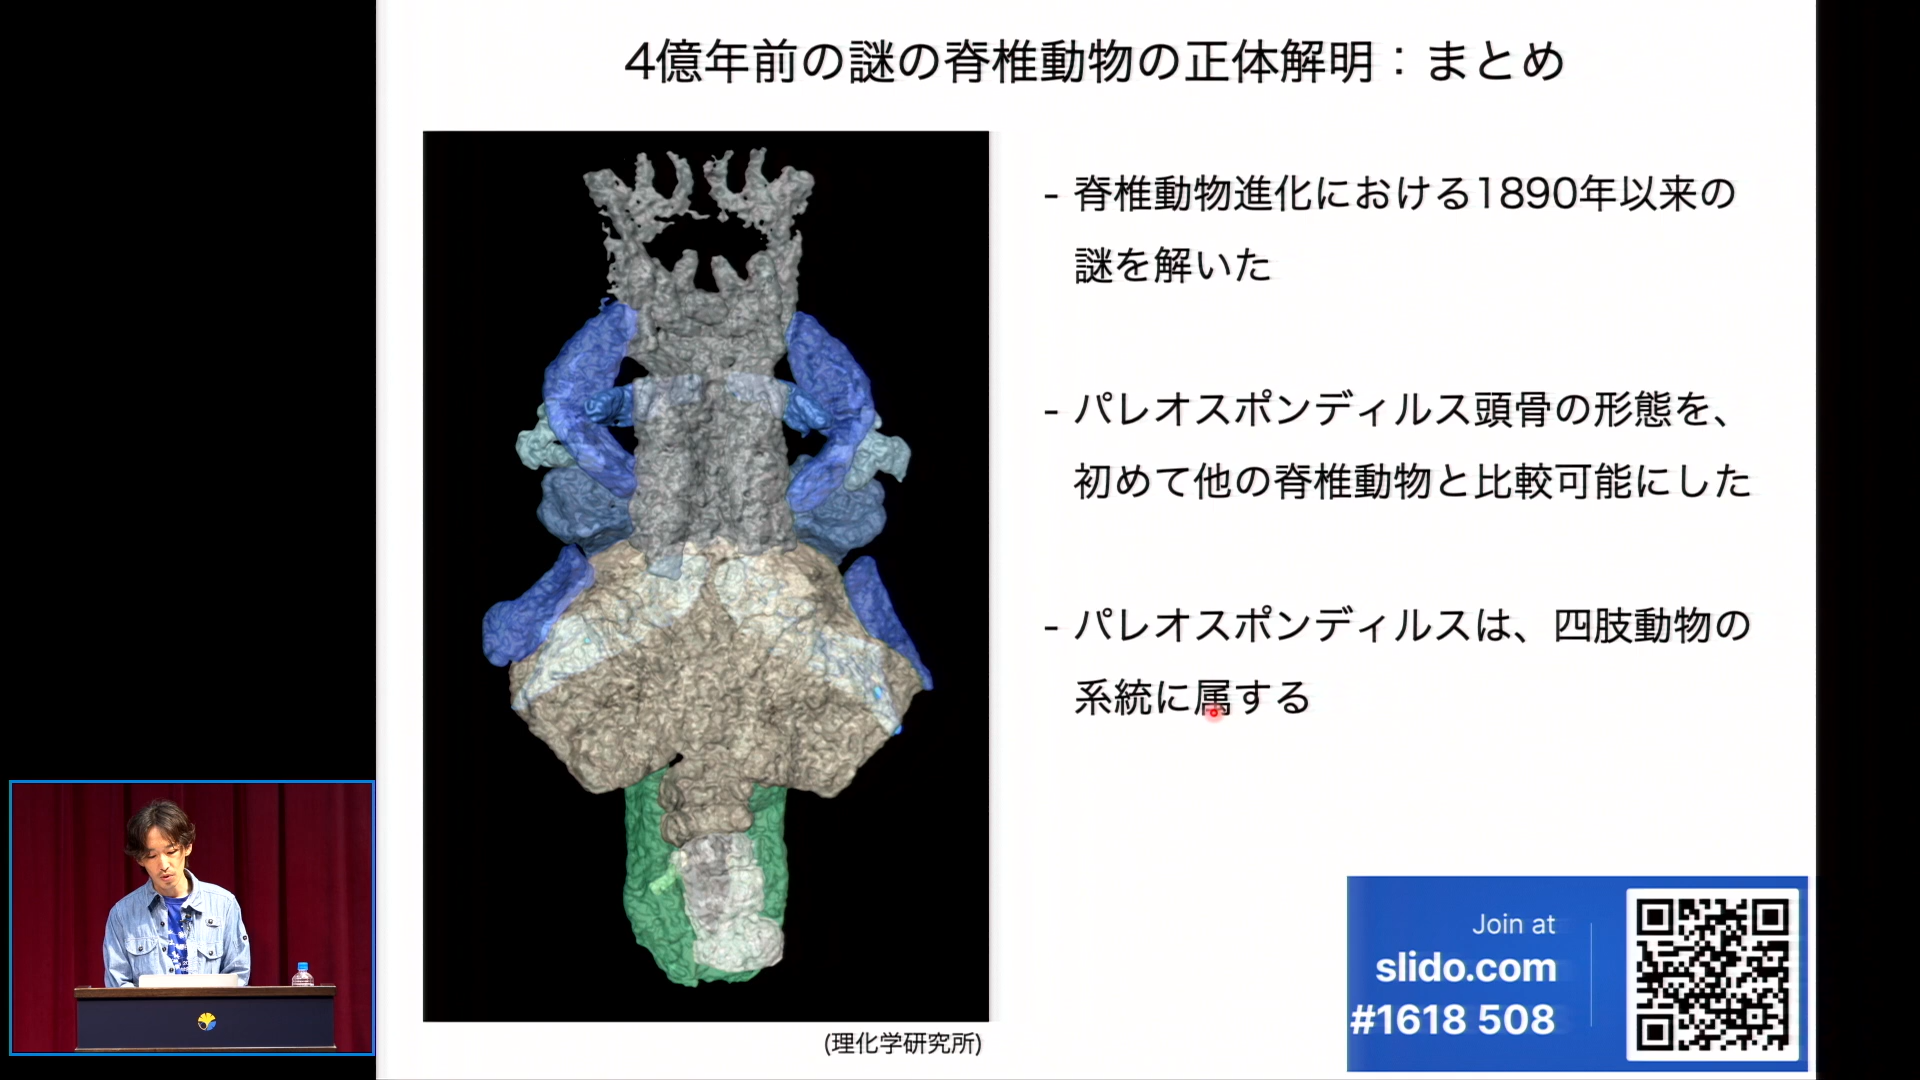 4億年前の謎の脊椎動物の正体解明：まとめ
- 脊椎動物進化における1890年以来の
謎を解いた
- パレオスポンディルス頭骨の形態を、
初めて他の脊椎動物と比較可能にした
- パレオスポンディルスは、四肢動物の
系統に属する
(理化学研究所)
Join at
slido.com
#1618 508